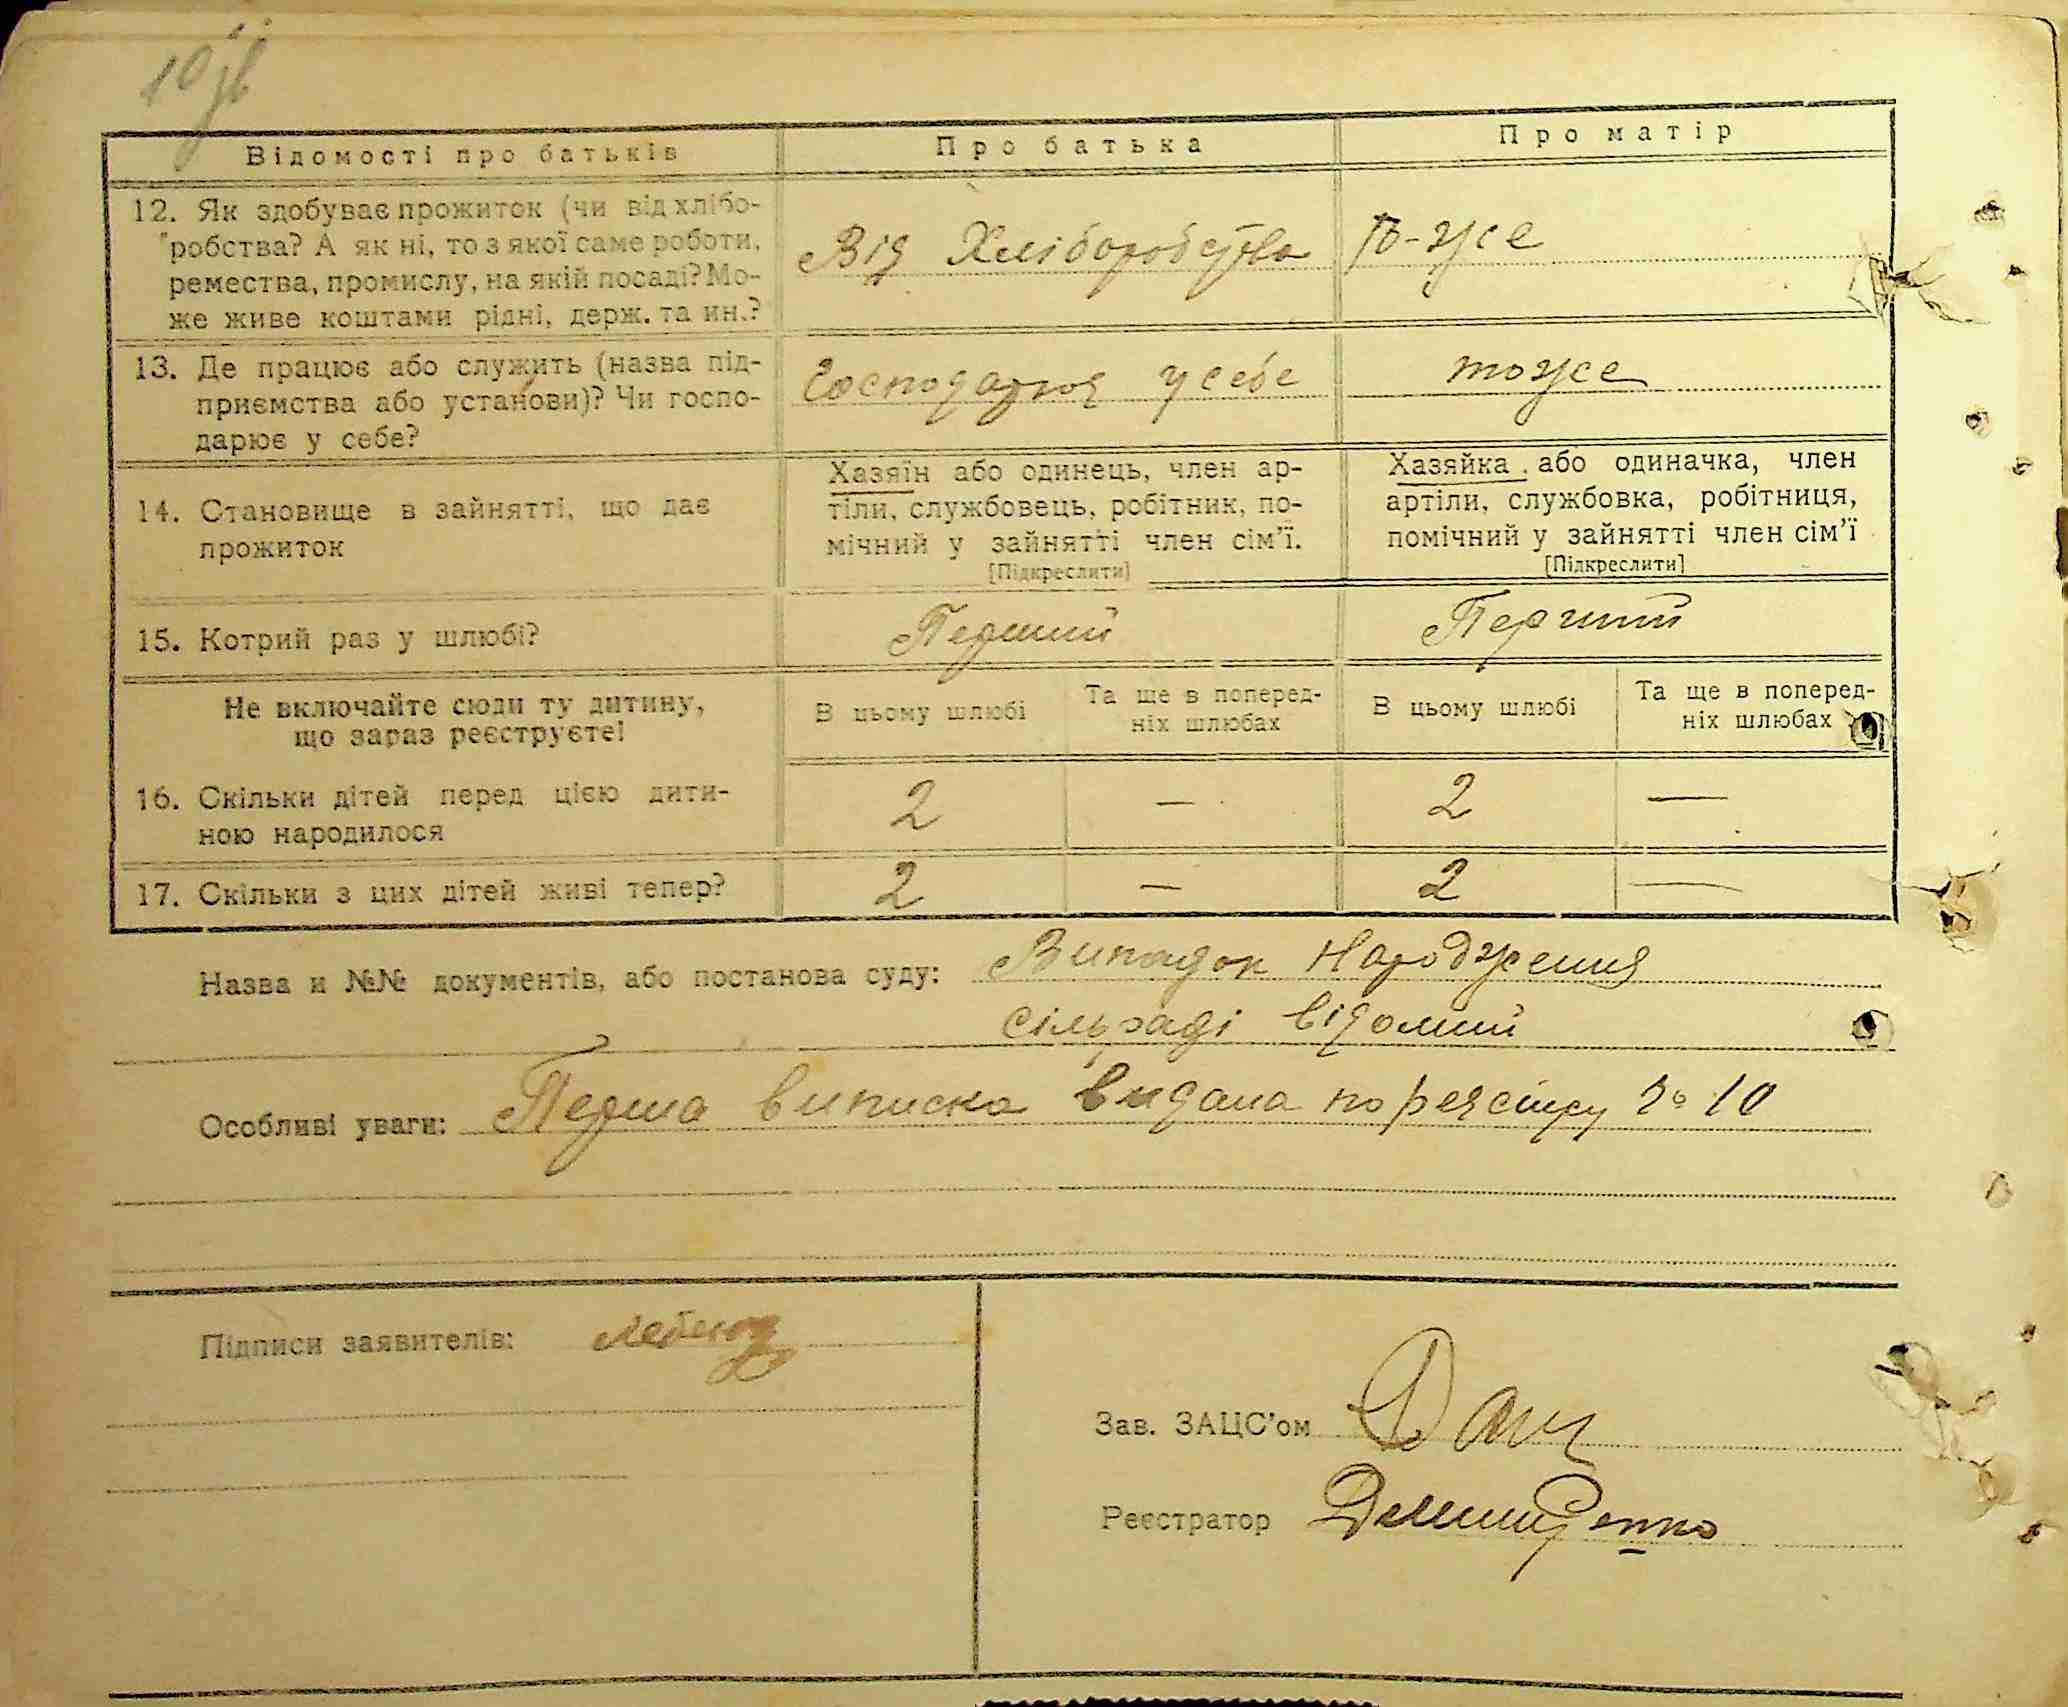 10 зв
Відомості про батьків
Про батька
Про матір
12. Як здобуває прожиток (чи від хлібо-
робства? А як ні, то з якої саме роботи,
ремества, промислу, на якій посаді? Мо-
же живе коштами рідні, держ. та ин.?
Від Хліборобства
То-же
13. Де працює або служить (назва під-
приємства або установи)? Чи госпо-
дарює у себе?
Господарює у себе
тоже
14. Становище в зайнятті, що дає
прожиток
Хазяїн або одинець, член ар-
тіли, службовець, робітник, по-
мічний у зайнятті член сім'ї.
[Підкреслити]
Хазяйка або одиначка, член
артіли, службовка, робітниця,
помічний у зайнятті член сім'ї
[Підкреслити]
15. Котрий раз у шлюбі?
Перший
Перший
Не включайте сюди ту дитину,
що зараз реєструєте!
В цьому шлюбі
Та ще в поперед-
ніх шлюбах
В цьому шлюбі
Та ще в поперед-
ніх шлюбах
16. Скільки дітей перед цією дити-
ною народилося
2 — 2 —
17. Скільки з цих дітей живі тепер?
2 — 2 —
Назва и №№ документів, або постанова суду: Випадок Народження
сільраді відомий
Особливі уваги: Перша виписка видана по реєстру № 10
Підписи заявителів:
Зав. ЗАЦС'ом
Реєстратор Демиденко